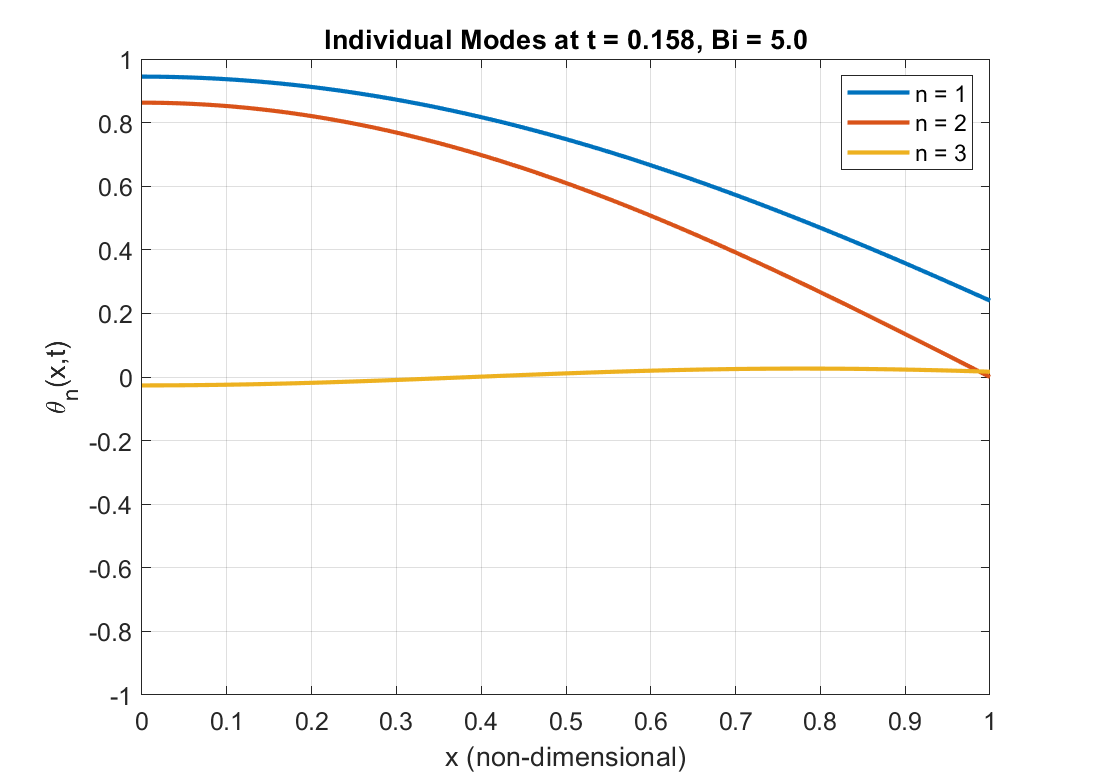 Individual Modes at t = 0.158, Bi = 5.0
n = 1
n = 2
n = 3
θn(x,t)
1
0.8
0.6
0.4
0.2
0
-0.2
-0.4
-0.6
-0.8
-1
0 0.1 0.2 0.3 0.4 0.5 0.6 0.7 0.8 0.9 1
x (non-dimensional)